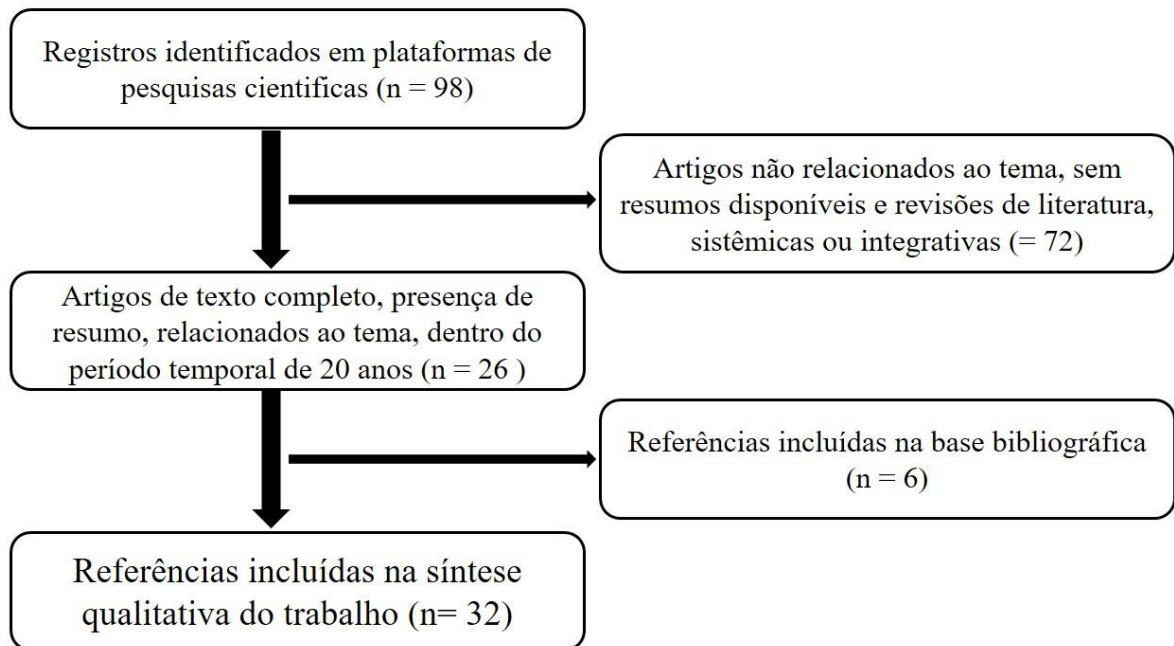 Registros identificados em plataformas de
pesquisas cientificas (n = 98)
Artigos não relacionados ao tema, sem
resumos disponíveis e revisões de literatura,
sistêmicas ou integrativas (= 72)
Artigos de texto completo, presença de
resumo, relacionados ao tema, dentro do
período temporal de 20 anos (n = 26 )
Referências incluídas na base bibliográfica
(n = 6)
Referências incluídas na síntese
qualitativa do trabalho (n= 32)